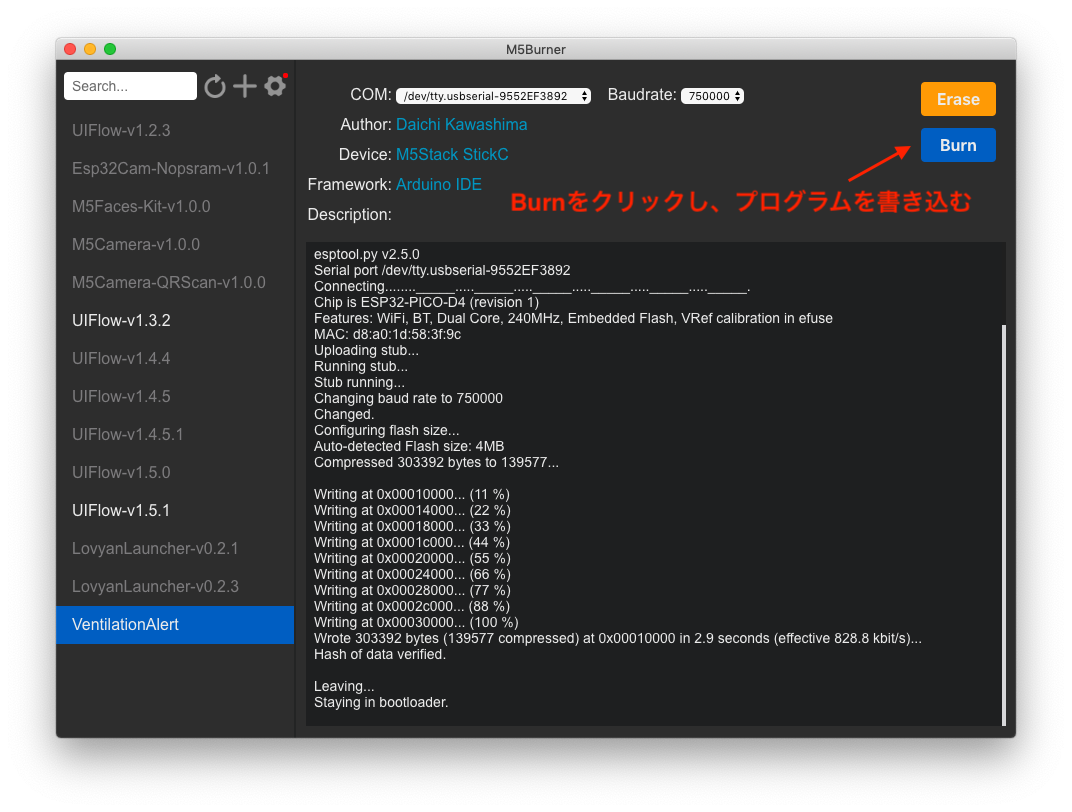 M5Burner
Search...
UIFlow-v1.2.3
Esp32Cam-Nopsram-v1.0.1
M5Faces-Kit-v1.0.0
M5Camera-v1.0.0
M5Camera-QRScan-v1.0.0
UIFlow-v1.3.2
UIFlow-v1.4.4
UIFlow-v1.4.5
UIFlow-v1.4.5.1
UIFlow-v1.5.0
UIFlow-v1.5.1
LovyanLauncher-v0.2.1
LovyanLauncher-v0.2.3
VentilationAlert
COM: /dev/tty.usbserial-9552EF3892 Baudrate: 750000
Erase
Author: Daichi Kawashima
Burn
Device: M5Stack StickC
Framework: Arduino IDE
Burnをクリックし、プログラムを書き込む
Description:
esptool.py v2.5.0
Serial port /dev/tty.usbserial-9552EF3892
Connecting........_____....._____....._____....._____....._____....._____.
Chip is ESP32-PICO-D4 (revision 1)
Features: WiFi, BT, Dual Core, 240MHz, Embedded Flash, VRef calibration in efuse
MAC: d8:a0:1d:58:3f:9c
Uploading stub...
Running stub...
Stub running...
Changing baud rate to 750000
Changed.
Configuring flash size...
Auto-detected Flash size: 4MB
Compressed 303392 bytes to 139577...
Writing at 0x00010000... (11 %)
Writing at 0x00014000... (22 %)
Writing at 0x00018000... (33 %)
Writing at 0x0001c000... (44 %)
Writing at 0x00020000... (55 %)
Writing at 0x00024000... (66 %)
Writing at 0x00028000... (77 %)
Writing at 0x0002c000... (88 %)
Writing at 0x00030000... (100 %)
Wrote 303392 bytes (139577 compressed) at 0x00010000 in 2.9 seconds (effective 828.8 kbit/s)...
Hash of data verified.
Leaving...
Staying in bootloader.